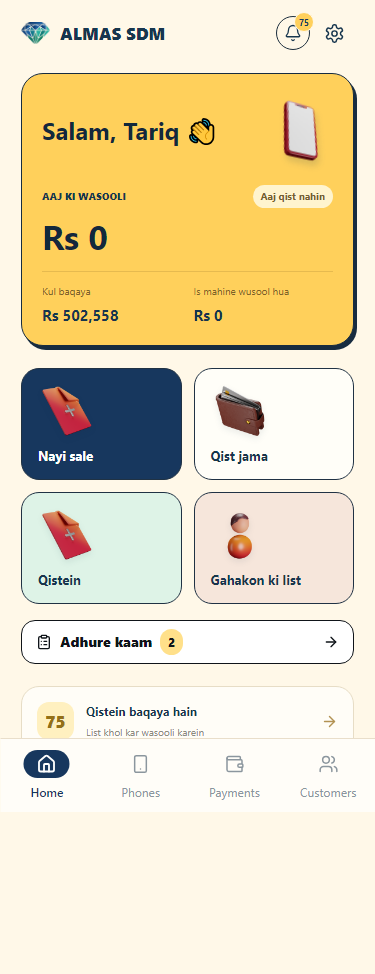 ALMAS SDM
75
Salam, Tariq 👋
AAJ KI WASOOLI
Aaj qist nahin
Rs 0
Kul baqaya
Is mahine wusool hua
Rs 502,558
Rs 0
Nayi sale
Qist jama
Qistein
Gahakon ki list
Adhure kaam 2
75
Qistein baqaya hain
List khol kar wasooli karein
Home
Phones
Payments
Customers